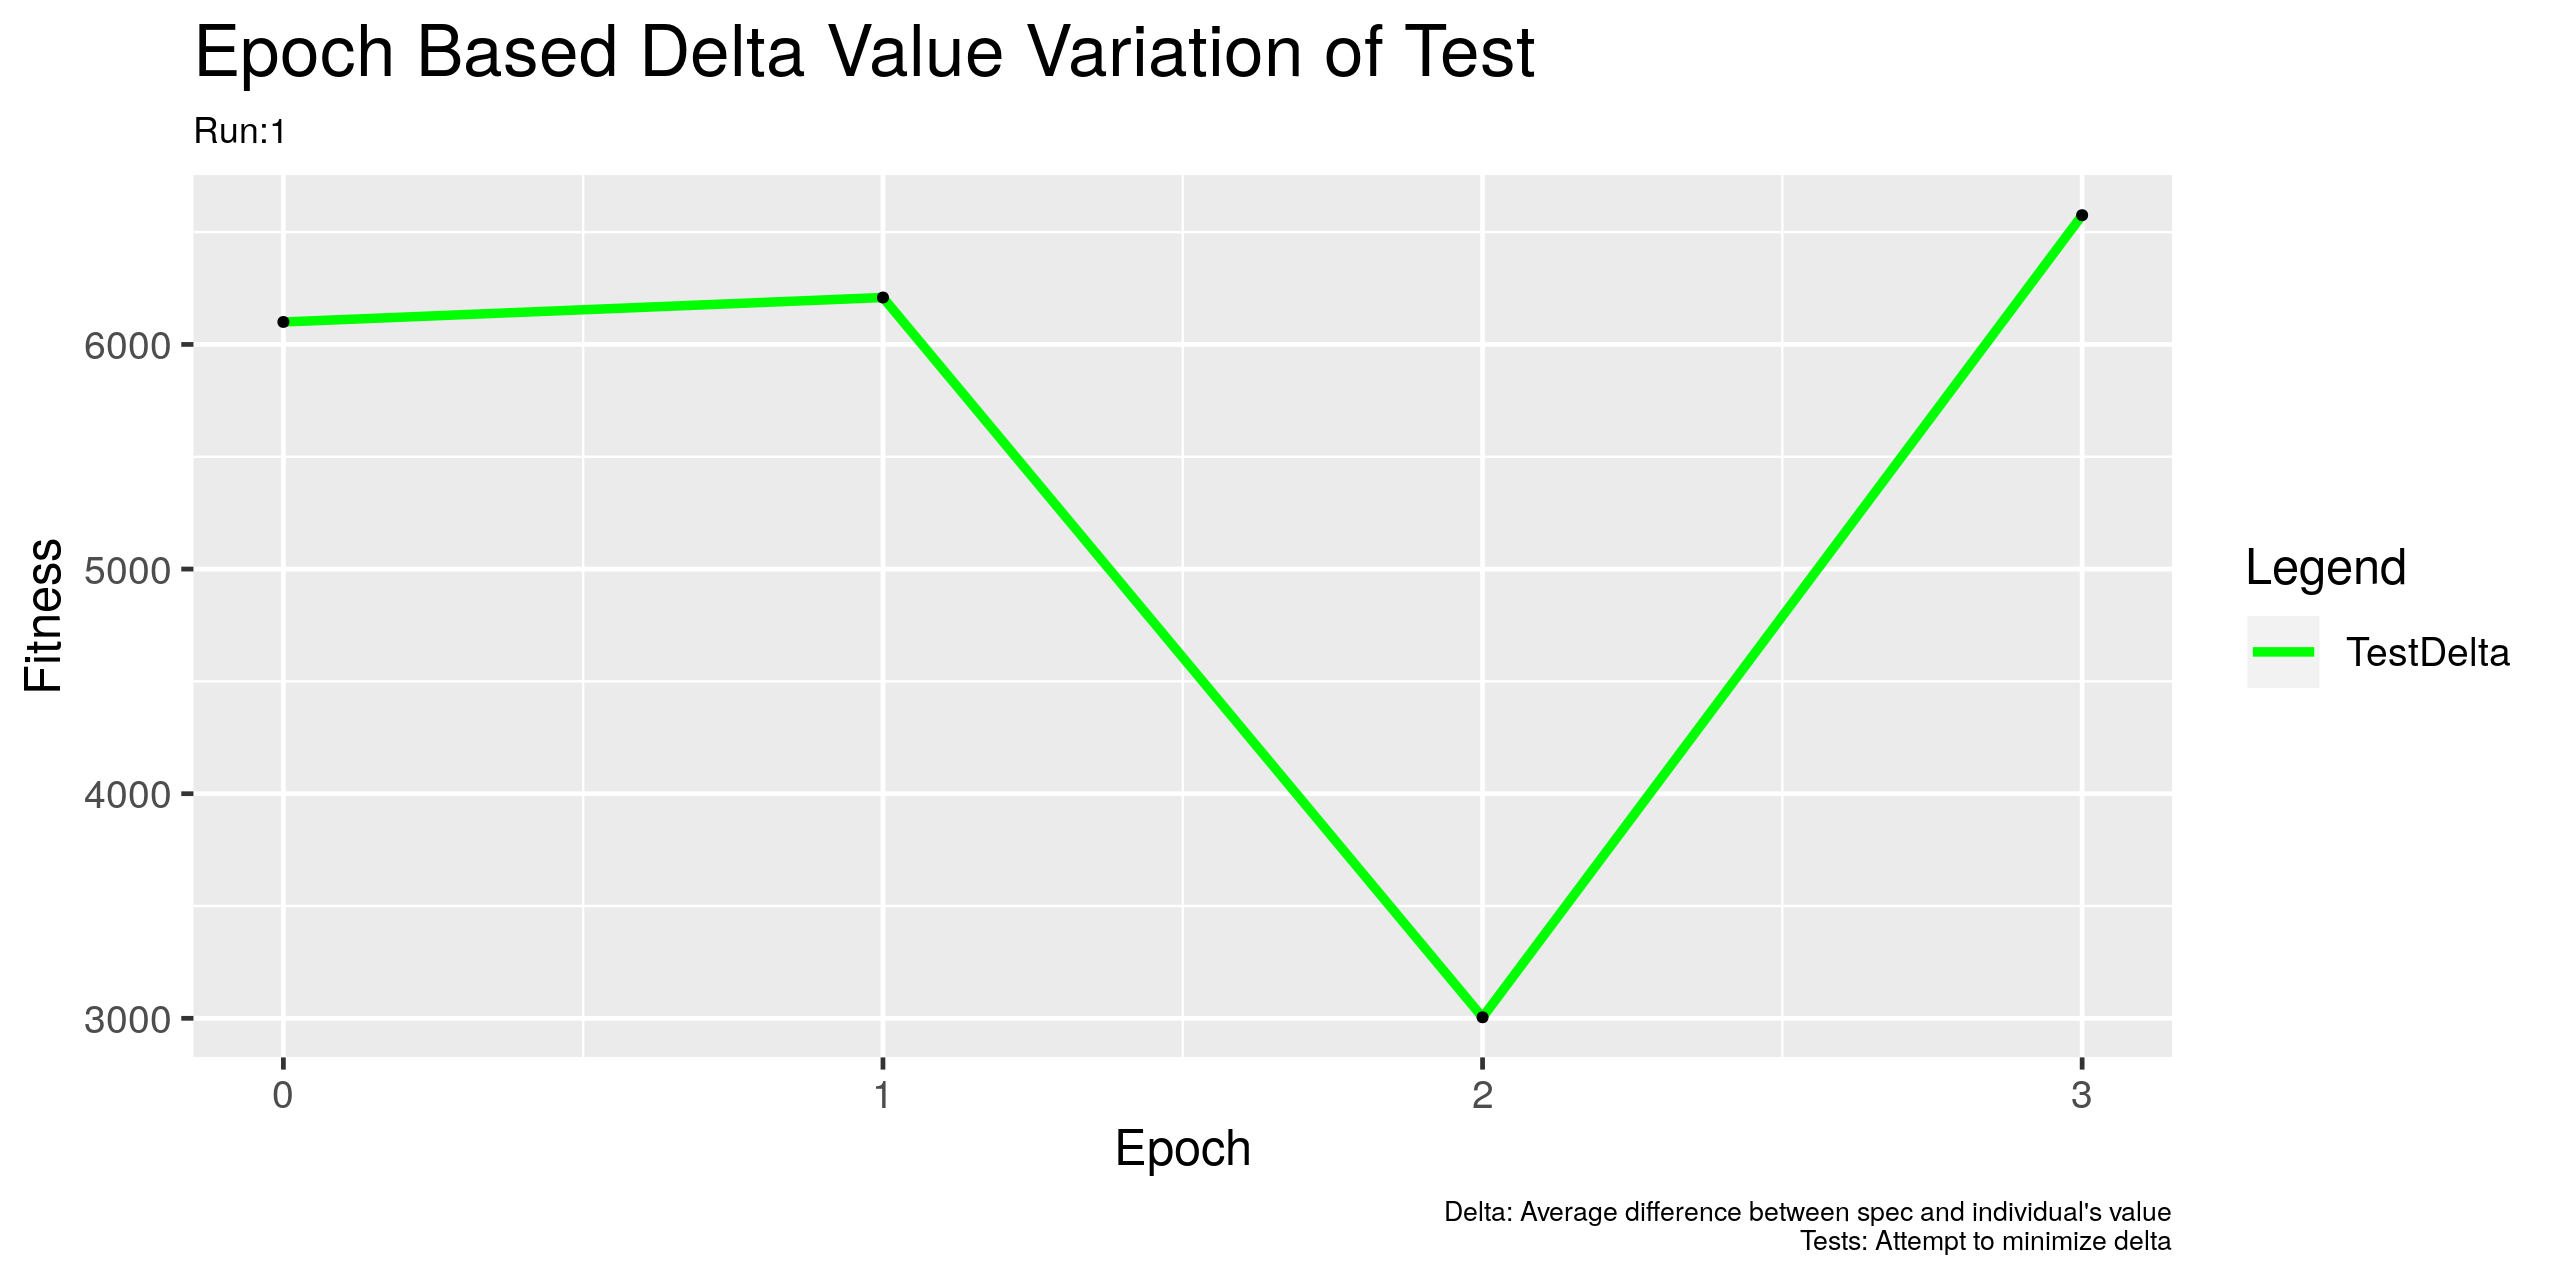 Epoch Based Delta Value Variation of Test
Run:1
Fitness
6000
5000
4000
3000
0
1
2
3
Epoch
Legend
TestDelta
Delta: Average difference between spec and individual's value
Tests: Attempt to minimize delta